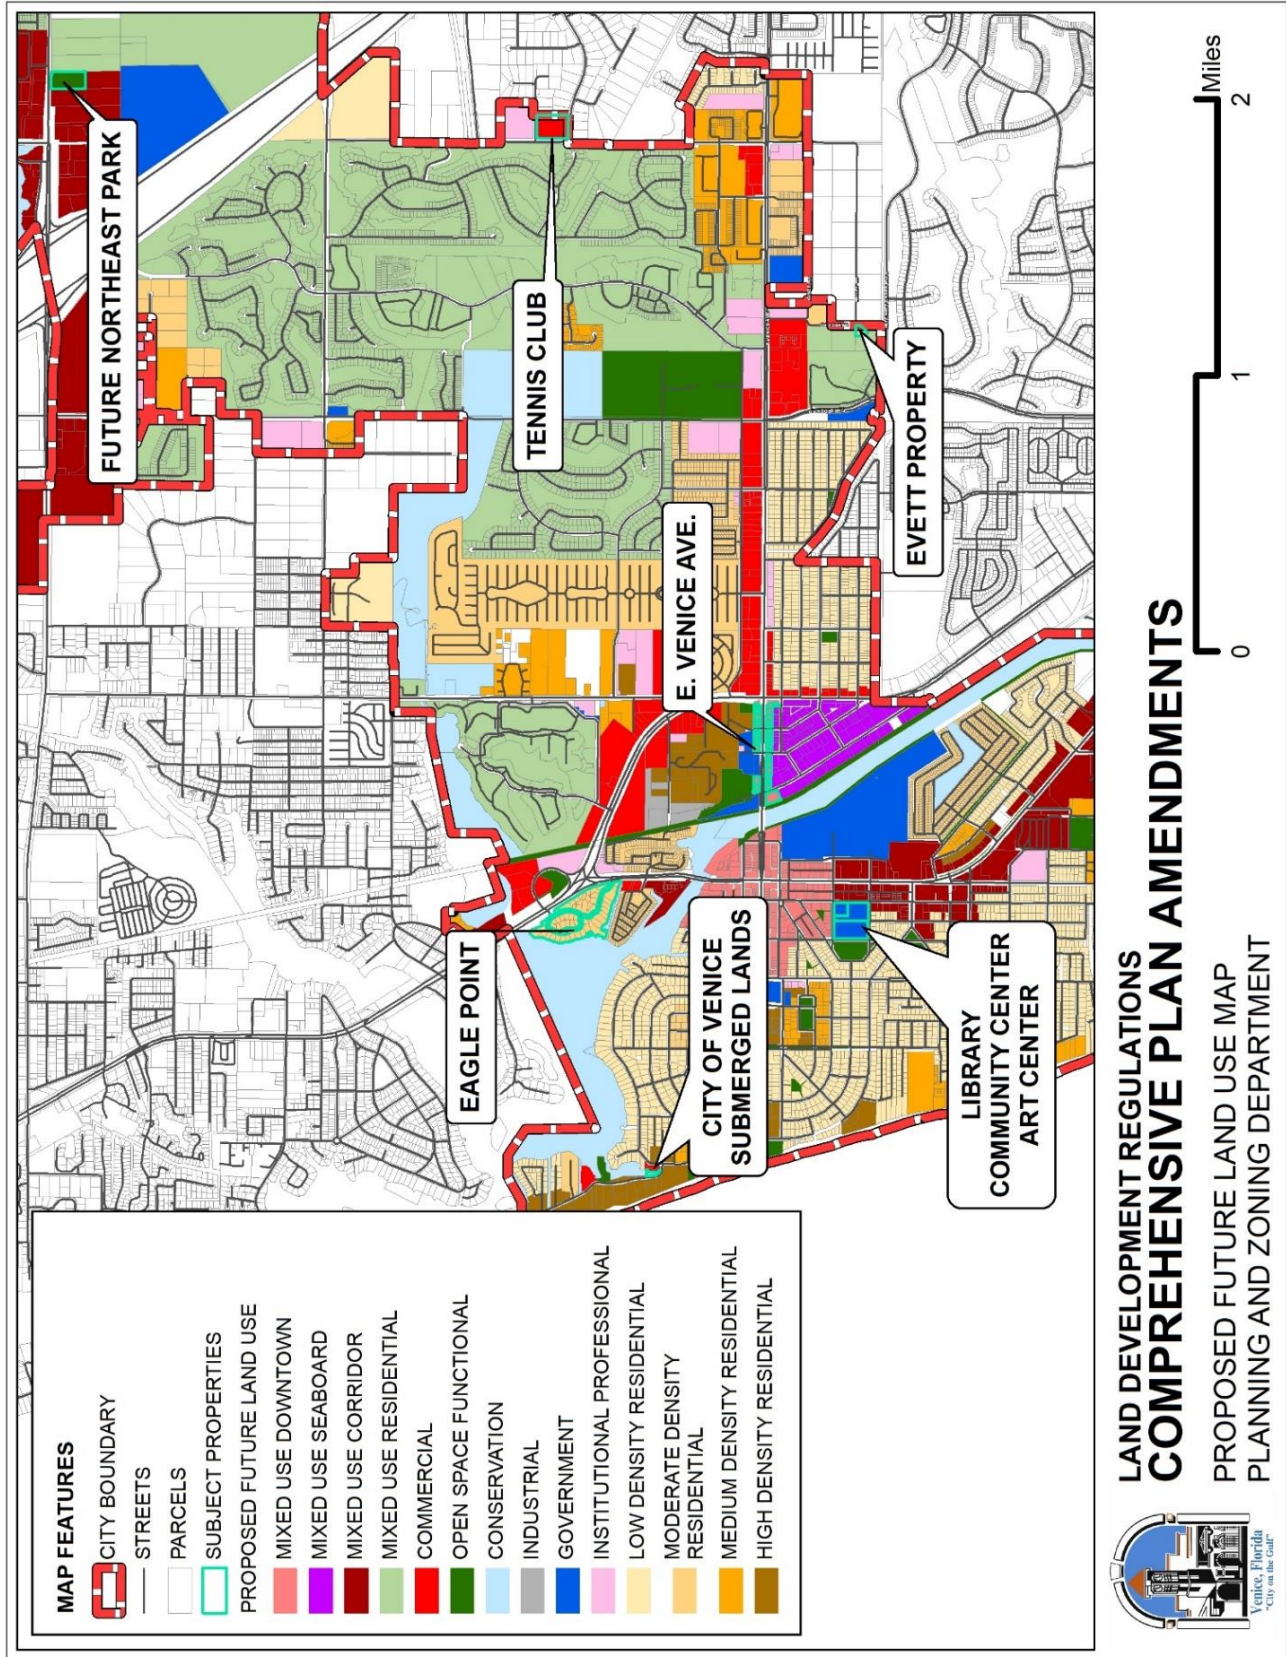 MAP FEATURES
CITY BOUNDARY
STREETS
PARCELS
SUBJECT PROPERTIES
PROPOSED FUTURE LAND USE
MIXED USE DOWNTOWN
MIXED USE SEABOARD
MIXED USE CORRIDOR
MIXED USE RESIDENTIAL
COMMERCIAL
OPEN SPACE FUNCTIONAL
CONSERVATION
INDUSTRIAL
GOVERNMENT
INSTITUTIONAL PROFESSIONAL
LOW DENSITY RESIDENTIAL
MODERATE DENSITY
RESIDENTIAL
MEDIUM DENSITY RESIDENTIAL
HIGH DENSITY RESIDENTIAL
FUTURE NORTHEAST PARK
TENNIS CLUB
EAGLE POINT
E. VENICE AVE.
CITY OF VENICE
SUBMERGED LANDS
EVETT PROPERTY
LIBRARY
COMMUNITY CENTER
ART CENTER
Venice, Florida
"City on the Gulf"
LAND DEVELOPMENT REGULATIONS
COMPREHENSIVE PLAN AMENDMENTS
PROPOSED FUTURE LAND USE MAP
PLANNING AND ZONING DEPARTMENT
0 1 2
Miles